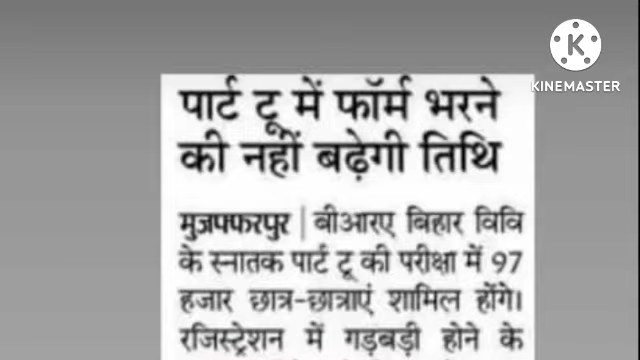 KINEMASTER
पार्ट टू में फॉर्म भरने
की नहीं बढ़ेगी तिथि
मुजफ्फरपुर | बीआरए बिहार विवि
के स्नातक पार्ट टू की परीक्षा में 97
हजार छात्र-छात्राएं शामिल होंगे।
रजिस्ट्रेशन में गड़बड़ी होने के